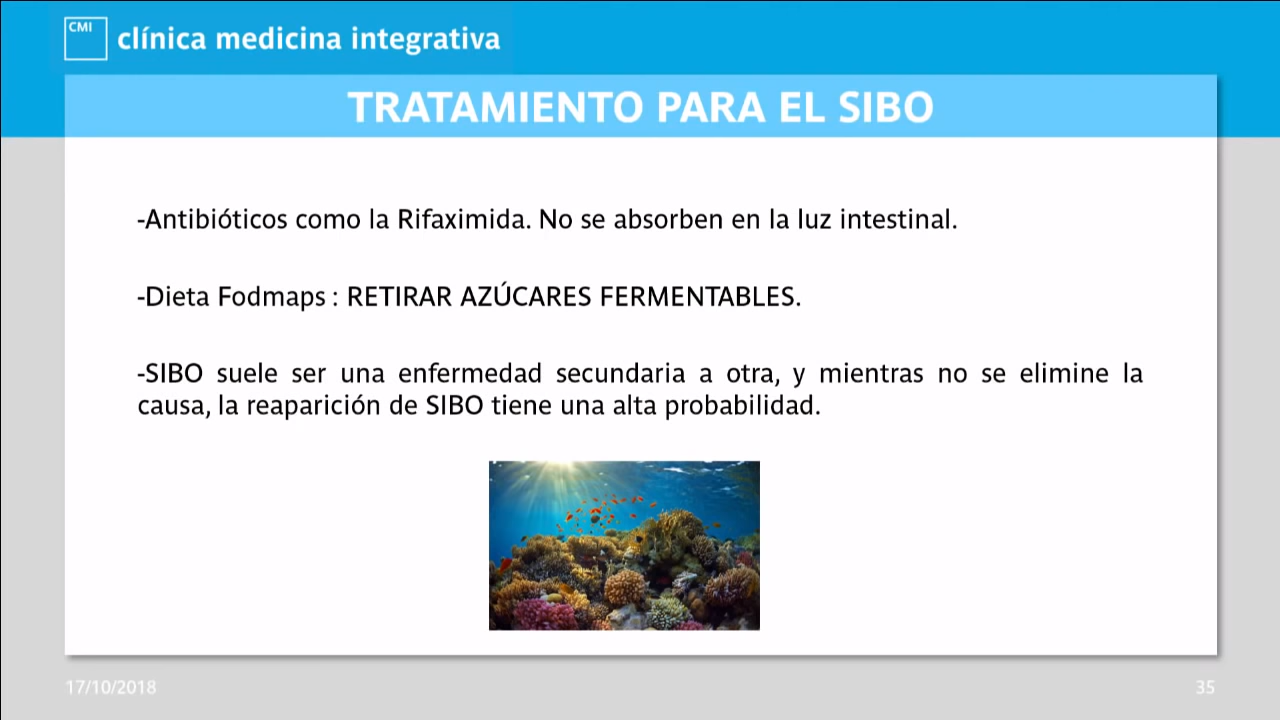 CMI
clínica medicina integrativa
TRATAMIENTO PARA EL SIBO
-Antibióticos como la Rifaximida. No se absorben en la luz intestinal.
-Dieta Fodmaps : RETIRAR AZÚCARES FERMENTABLES.
-SIBO suele ser una enfermedad secundaria a otra, y mientras no se elimine la
causa, la reaparición de SIBO tiene una alta probabilidad.
17/10/2018
35